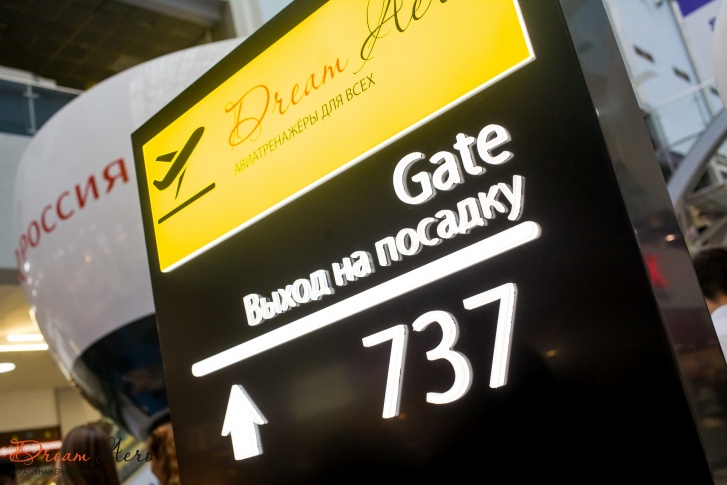 Dream Aero
АВИАТРЕНАЖЕРЫ ДЛЯ ВСЕХ
Gate
Выход на посадку
737
РОССИЯ
Dream Aero